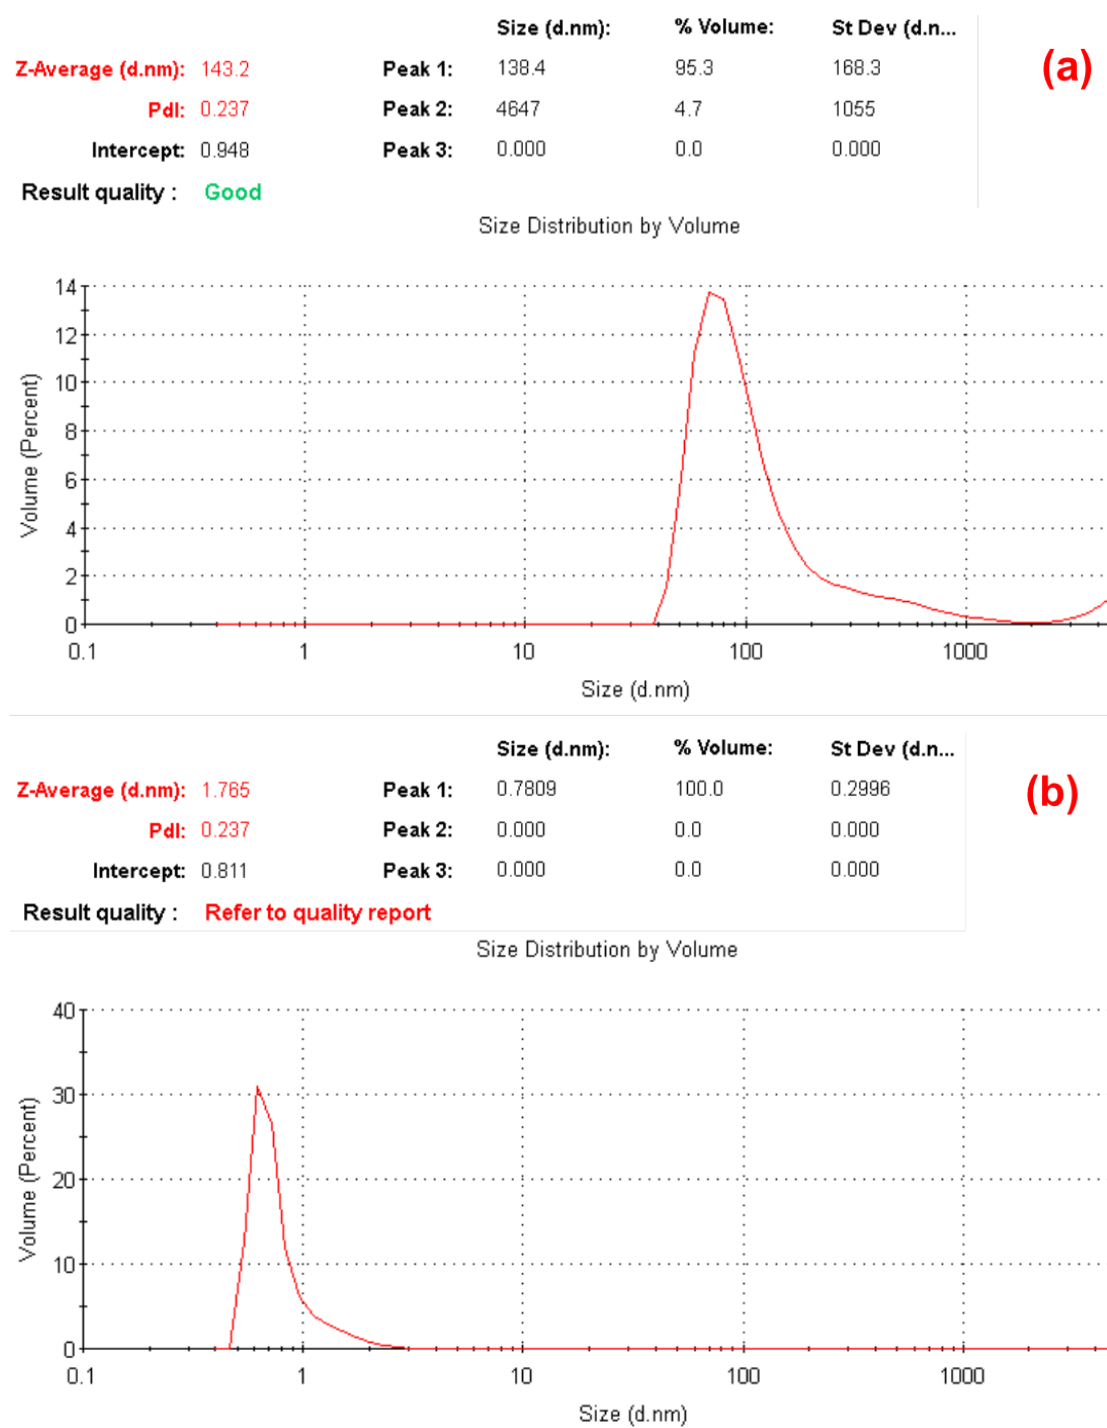 Size (d.nm): % Volume: St Dev (d.n...
Z-Average (d.nm): 143.2 Peak 1: 138.4 95.3 168.3 (a)
PdI: 0.237 Peak 2: 4647 4.7 1055
Intercept: 0.948 Peak 3: 0.000 0.0 0.000
Result quality : Good
Size Distribution by Volume
14
12
10
8
6
4
2
0
Volume (Percent)
0.1 1 10 100 1000
Size (d.nm)
Size (d.nm): % Volume: St Dev (d.n...
Z-Average (d.nm): 1.765 Peak 1: 0.7809 100.0 0.2996 (b)
PdI: 0.237 Peak 2: 0.000 0.0 0.000
Intercept: 0.811 Peak 3: 0.000 0.0 0.000
Result quality : Refer to quality report
Size Distribution by Volume
40
30
20
10
0
Volume (Percent)
0.1 1 10 100 1000
Size (d.nm)